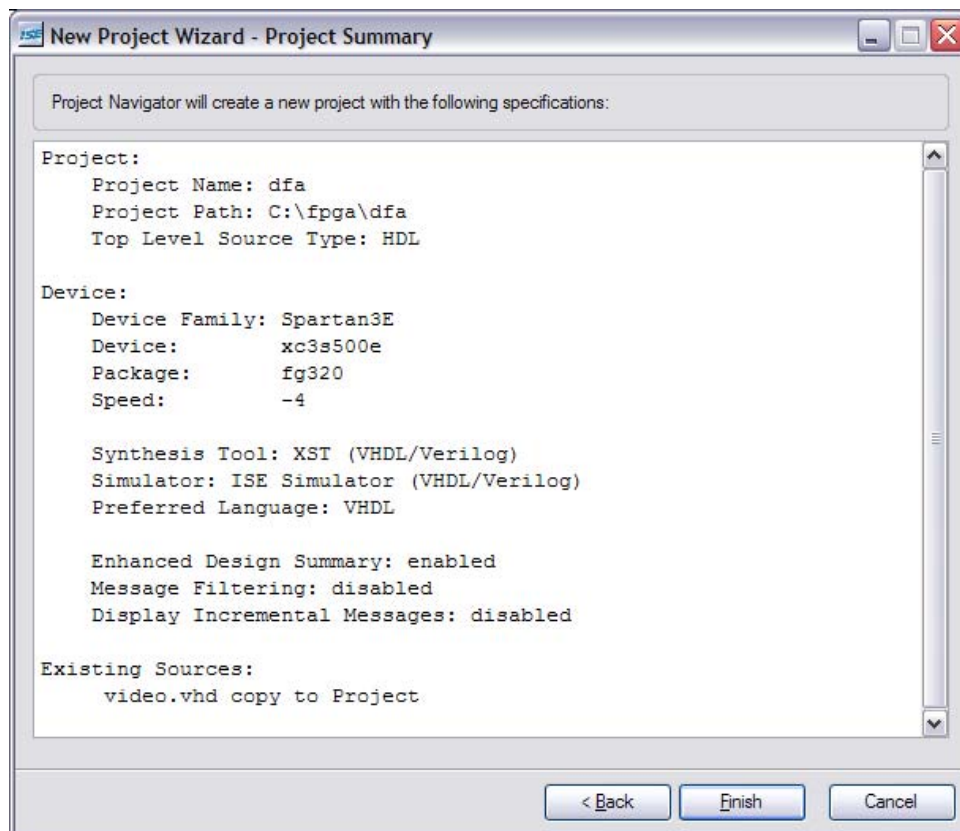 ISE New Project Wizard - Project Summary
Project Navigator will create a new project with the following specifications:
Project:
Project Name: dfa
Project Path: C:\fpga\dfa
Top Level Source Type: HDL
Device:
Device Family: Spartan3E
Device: xc3s500e
Package: fg320
Speed: -4
Synthesis Tool: XST (VHDL/Verilog)
Simulator: ISE Simulator (VHDL/Verilog)
Preferred Language: VHDL
Enhanced Design Summary: enabled
Message Filtering: disabled
Display Incremental Messages: disabled
Existing Sources:
video.vhd copy to Project
< Back Finish Cancel